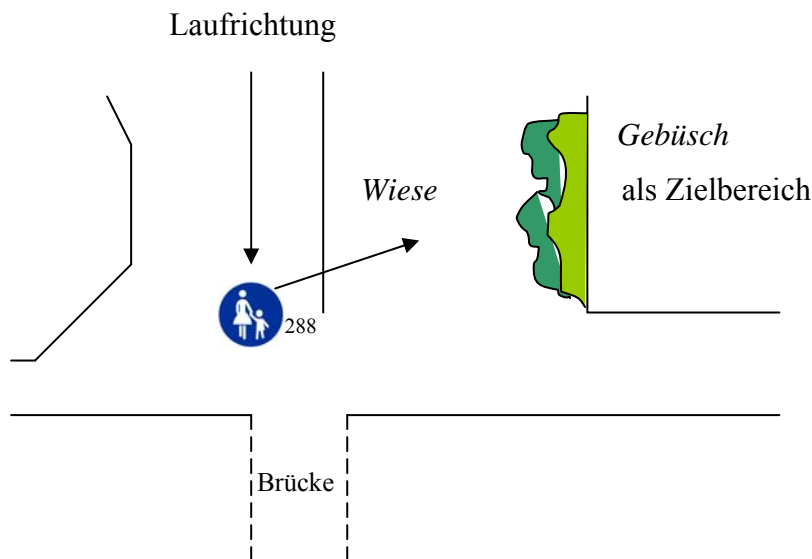 Laufrichtung
Gebüsch
Wiese
als Zielbereich
288
Brücke